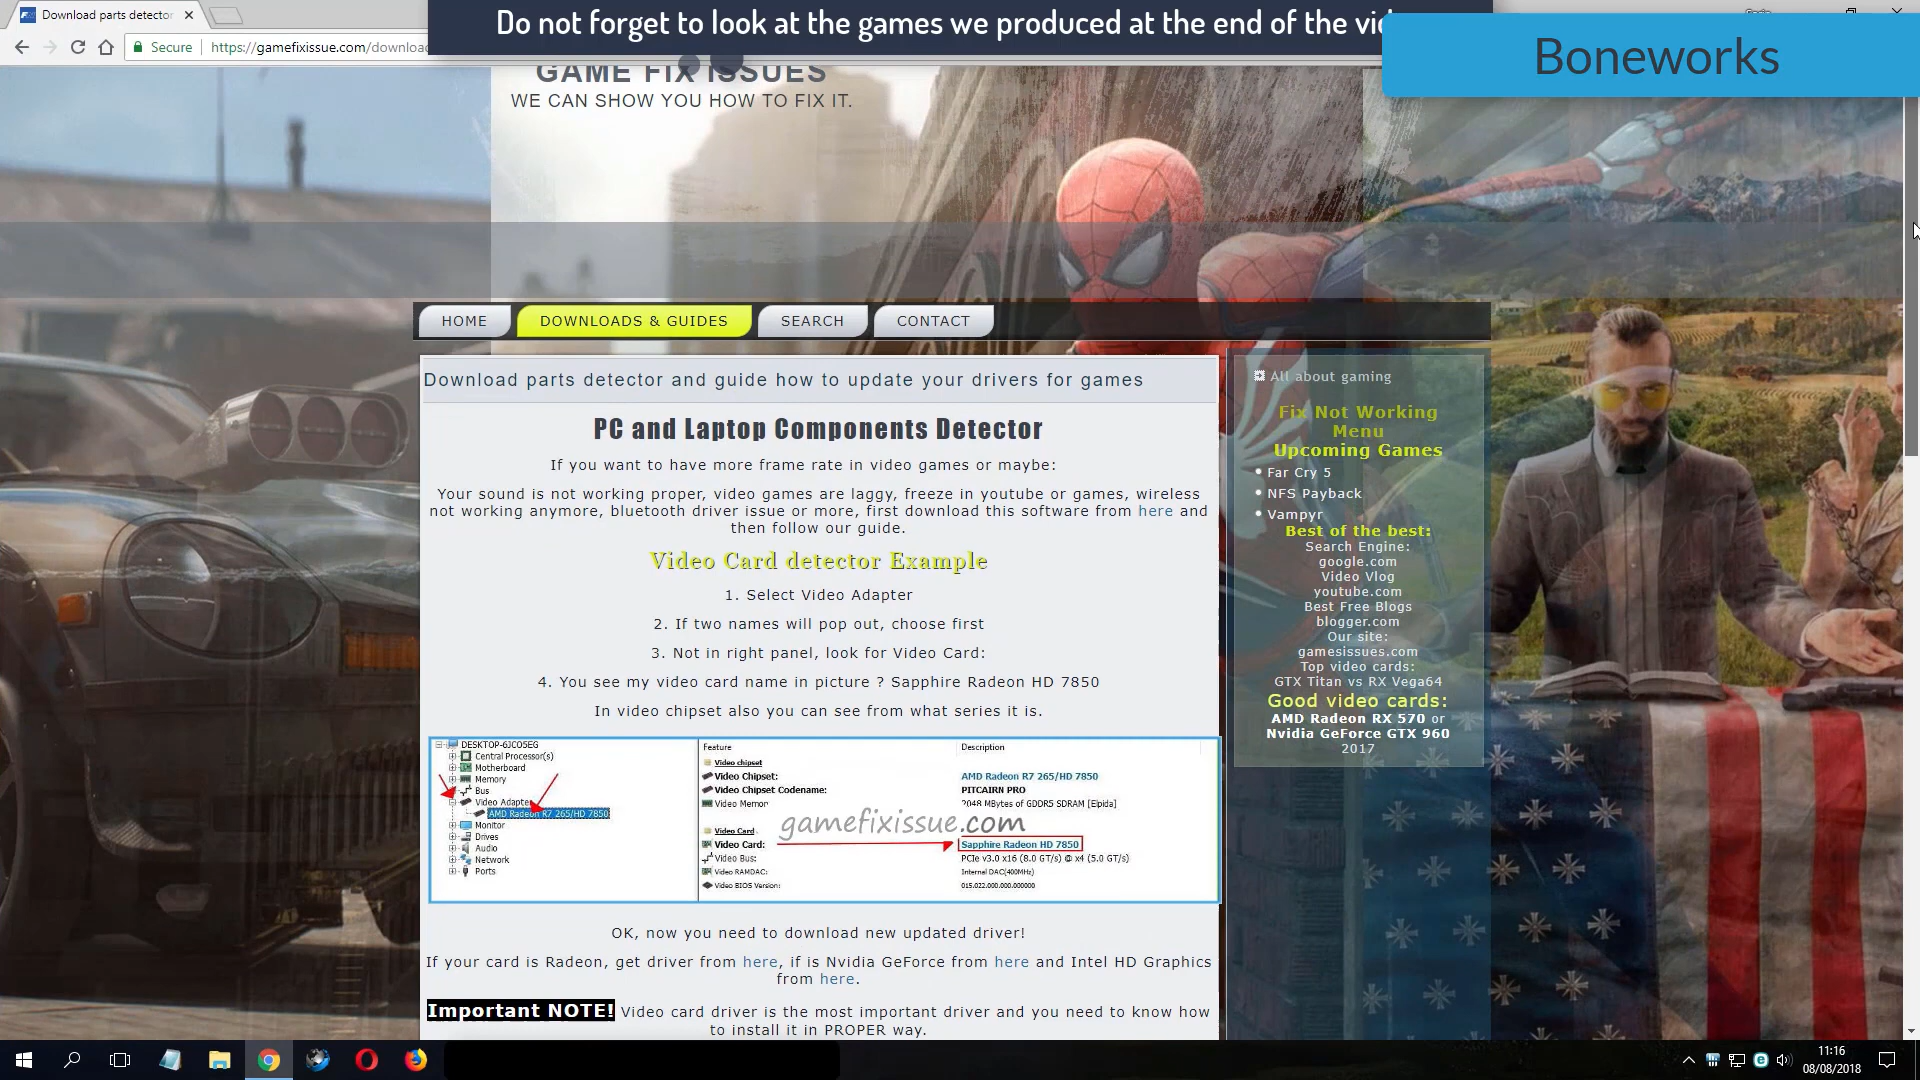 Download parts detector
Do not forget to look at the games we produced at the end of the vid
Boneworks
Secure
https://gamefixissue.com/downloa
GAME FIX ISSUES
WE CAN SHOW YOU HOW TO FIX IT.
HOME
DOWNLOADS & GUIDES
SEARCH
CONTACT
Download parts detector and guide how to update your drivers for games
PC and Laptop Components Detector
If you want to have more frame rate in video games or maybe:
Your sound is not working proper, video games are laggy, freeze in youtube or games, wireless
not working anymore, bluetooth driver issue or more, first download this software from here and
then follow our guide.
Video Card detector Example
1. Select Video Adapter
2. If two names will pop out, choose first
3. Not in right panel, look for Video Card:
4. You see my video card name in picture ? Sapphire Radeon HD 7850
In video chipset also you can see from what series it is.
DESKTOP-6JCO5EG
Central Processor(s)
Motherboard
Memory
Bus
Video Adapte
AMD Radeon R7 265/HD 7850
Monitor
Drives
Audio
Network
Ports
Feature
Description
Video chipset
Video Chipset:
AMD Radeon R7 265/HD 7850
Video Chipset Codename:
PITCAIRN PRO
Video Memor
2048 MBytes of GDDR5 SDRAM [Elpida]
gamefixissue.com
Video Card
Video Card:
Sapphire Radeon HD 7850
Video Bus:
PCIe v3.0 x16 (8.0 GT/s) @ x4 (5.0 GT/s)
Video RAMDAC:
Internal DAC(400MHz)
Video BIOS Version:
015.022.000.000.000000
OK, now you need to download new updated driver!
If your card is Radeon, get driver from here, if is Nvidia GeForce from here and Intel HD Graphics
from here.
Important NOTE! Video card driver is the most important driver and you need to know how
to install it in PROPER way.
All about gaming
Fix Not Working
Menu
Upcoming Games
Far Cry 5
NFS Payback
Vampyr
Best of the best:
Search Engine:
google.com
Video Vlog
youtube.com
Best Free Blogs
blogger.com
Our site:
gamesissues.com
Top video cards:
GTX Titan vs RX Vega64
Good video cards:
AMD Radeon RX 570 or
Nvidia GeForce GTX 960
2017
11:16
08/08/2018